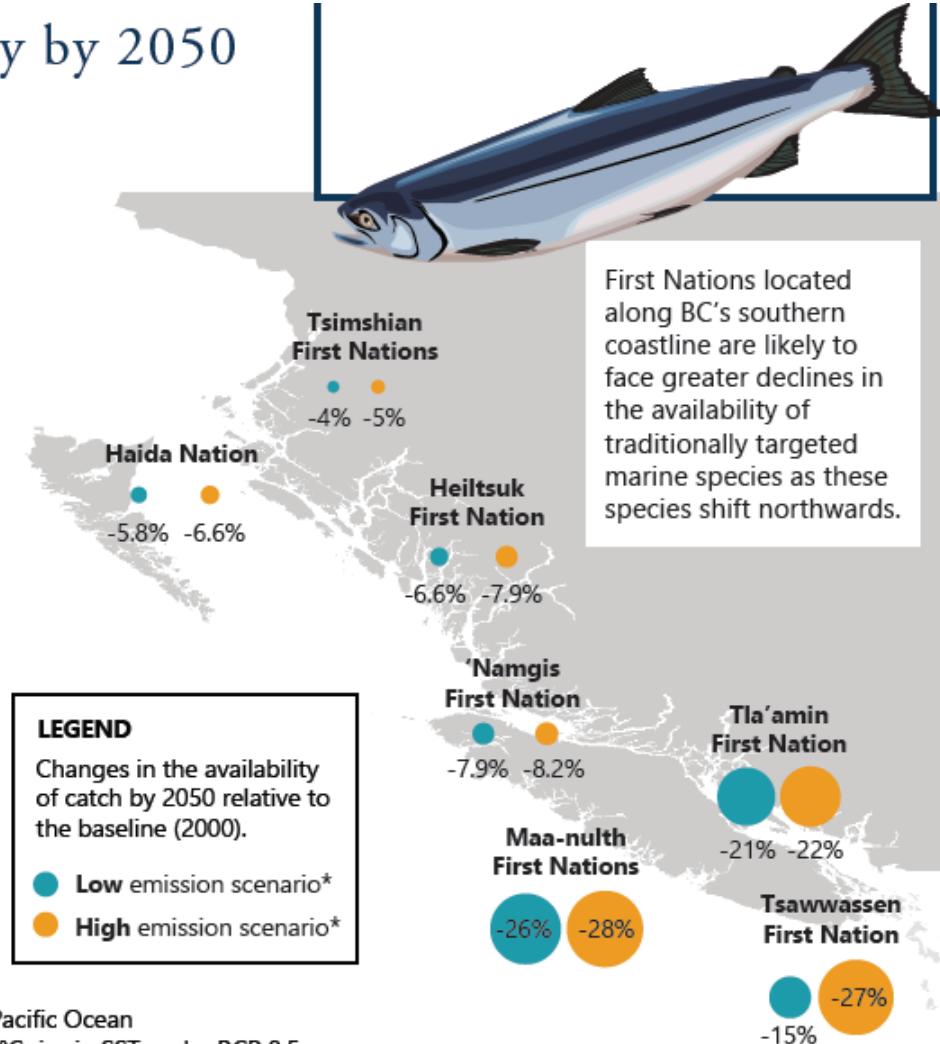 y by 2050
First Nations located
along BC's southern
coastline are likely to
face greater declines in
the availability of
traditionally targeted
marine species as these
species shift northwards.
Tsimshian
First Nations
-4% -5%
Haida Nation
-5.8% -6.6%
Heiltsuk
First Nation
-6.6% -7.9%
'Namgis
First Nation
-7.9% -8.2%
Tla'amin
First Nation
-21% -22%
Maa-nulth
First Nations
-26% -28%
Tsawwassen
First Nation
-27%
-15%
LEGEND
Changes in the availability
of catch by 2050 relative to
the baseline (2000).
Low emission scenario*
High emission scenario*
Pacific Ocean